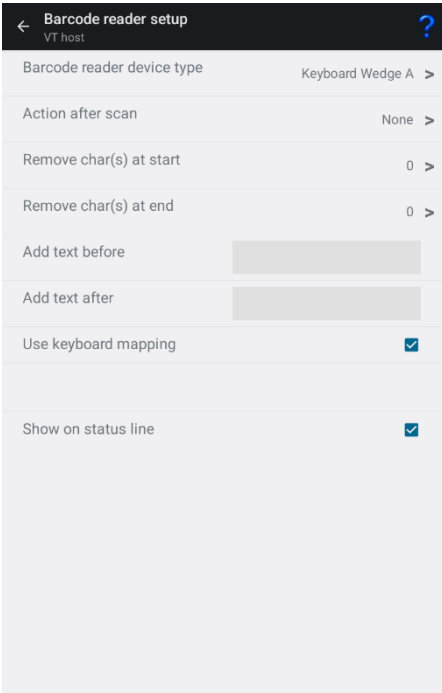 Barcode reader setup
VT host
?
Barcode reader device type Keyboard Wedge A >
Action after scan None >
Remove char(s) at start 0 >
Remove char(s) at end 0 >
Add text before
Add text after
Use keyboard mapping
Show on status line